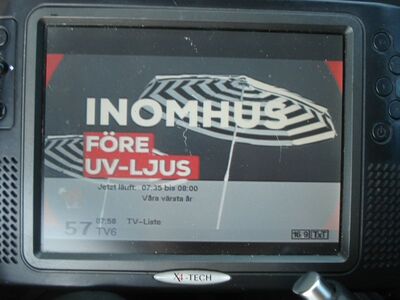 INOMHUS
FÖRE
UV-LJUS
Jetzt läuft: 07:35 bis 08:00
Våra värsta år
57 07:58 TV-Liste
TV6
16:9 TXT
X4-TECH